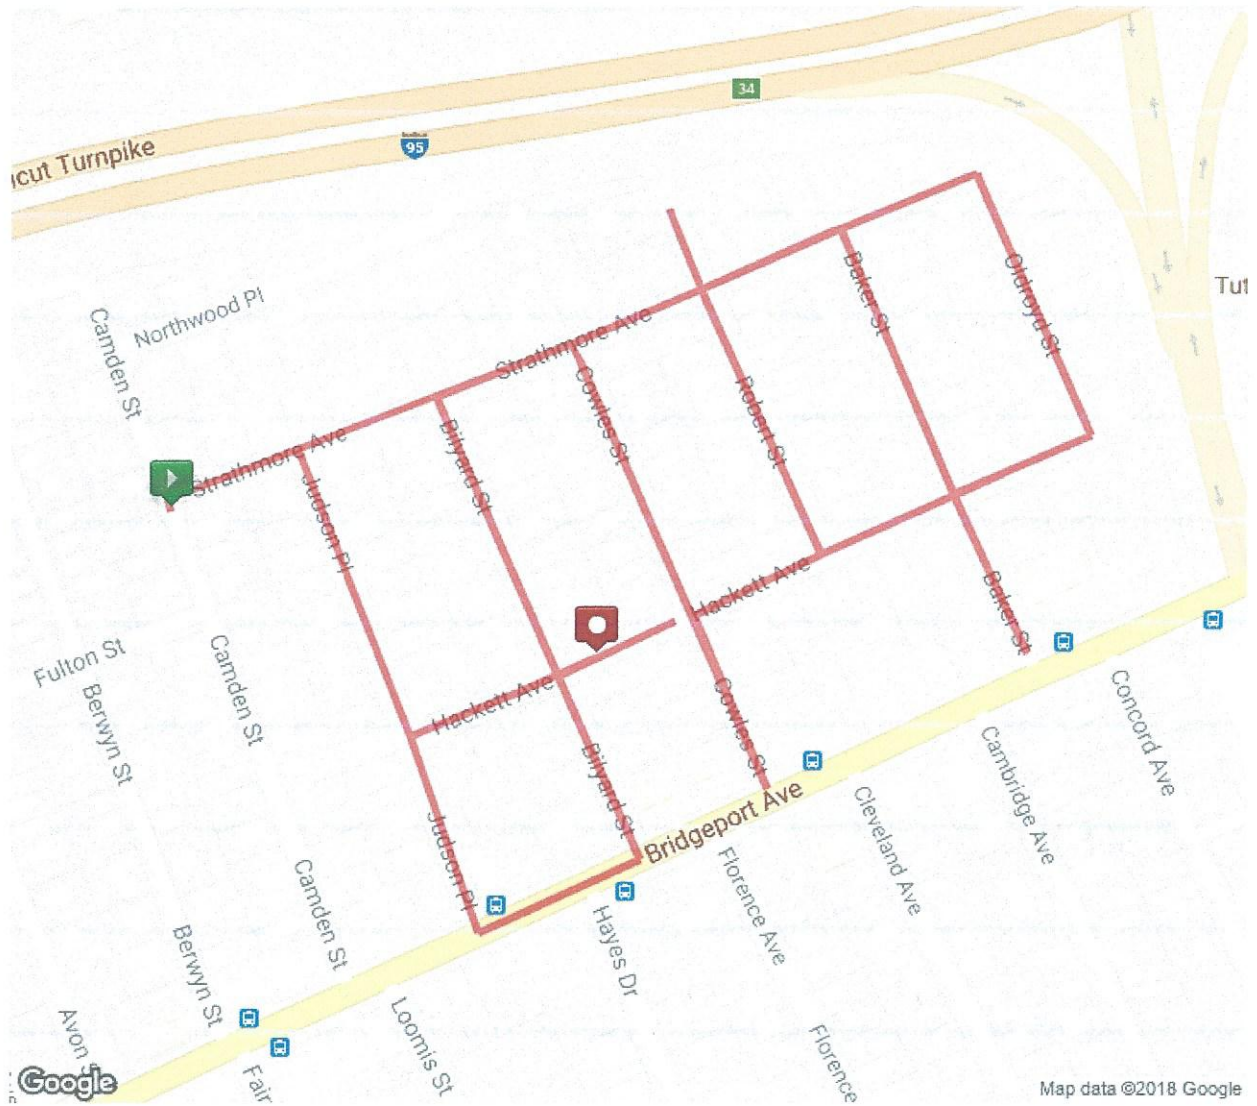 34
95
icut Turnpike
Tut
Northwood Pl
Camden St
Strathmore Ave
Baker St
Oldroyd St
Cowles St
Robart St
Bilyard St
Strathmore Ave
Judson Pl
Hackett Ave
Baker St
Fulton St
Camden St
Berwyn St
Hackett Ave
Cowles St
Concord Ave
Bilyard St
Cambridge Ave
Bridgeport Ave
Judson Pl
Cleveland Ave
Florence Ave
Camden St
Hayes Dr
Berwyn St
Loomis St
Avon S
Fair
Florence
Google
Map data ©2018 Google